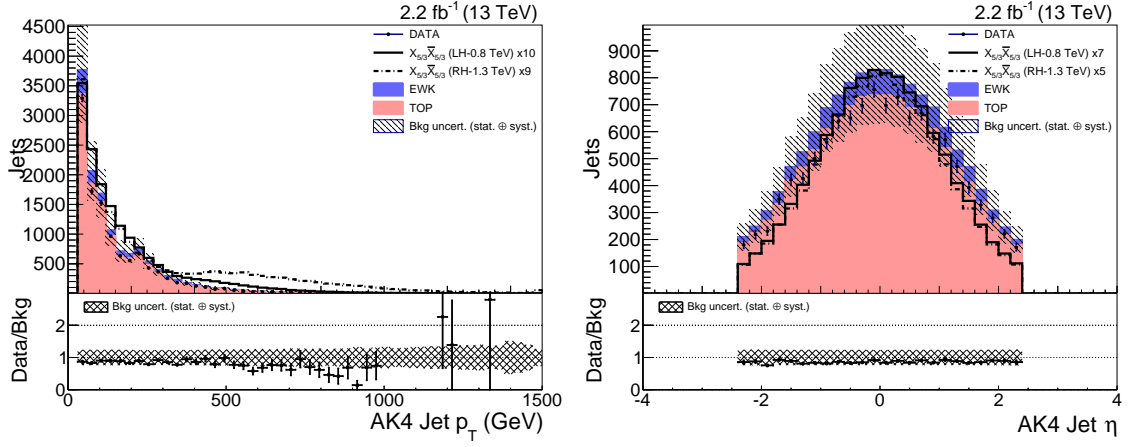 2.2 fb-1 (13 TeV)
DATA
X5/3X̅5/3 (LH-0.8 TeV) x10
X5/3X̅5/3 (RH-1.3 TeV) x9
EWK
TOP
Bkg uncert. (stat. ⊕ syst.)
Jets
4500
4000
3500
3000
2500
2000
1500
1000
500
Bkg uncert. (stat. ⊕ syst.)
Data/Bkg
2
1
0
0
500
1000
1500
AK4 Jet pT (GeV)
2.2 fb-1 (13 TeV)
DATA
X5/3X̅5/3 (LH-0.8 TeV) x7
X5/3X̅5/3 (RH-1.3 TeV) x5
EWK
TOP
Bkg uncert. (stat. ⊕ syst.)
Jets
900
800
700
600
500
400
300
200
100
Bkg uncert. (stat. ⊕ syst.)
Data/Bkg
2
1
0
−4
−2
0
2
4
AK4 Jet η